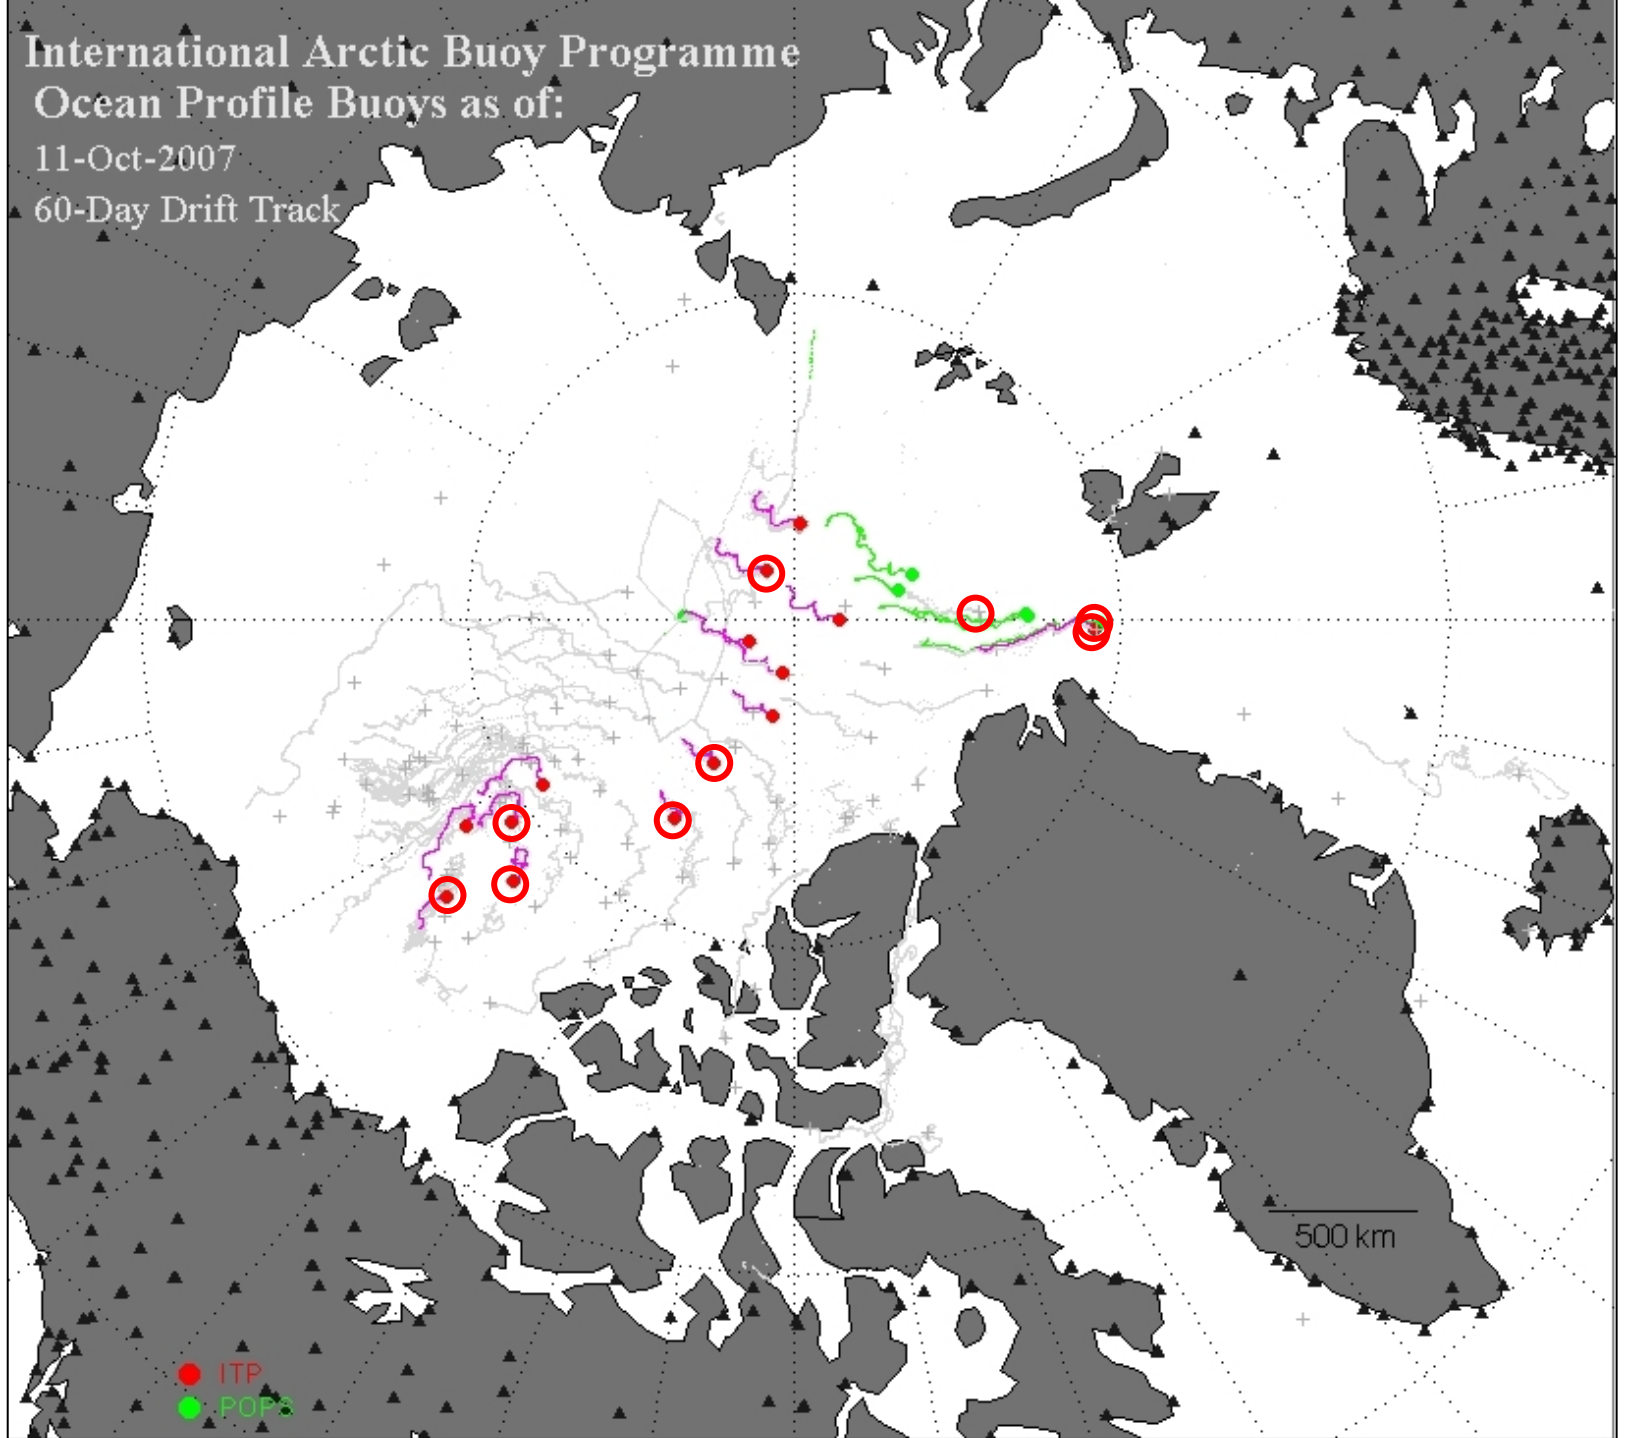 International Arctic Buoy Programme
Ocean Profile Buoys as of:
11-Oct-2007
60-Day Drift Track
500 km
ITP
POPS